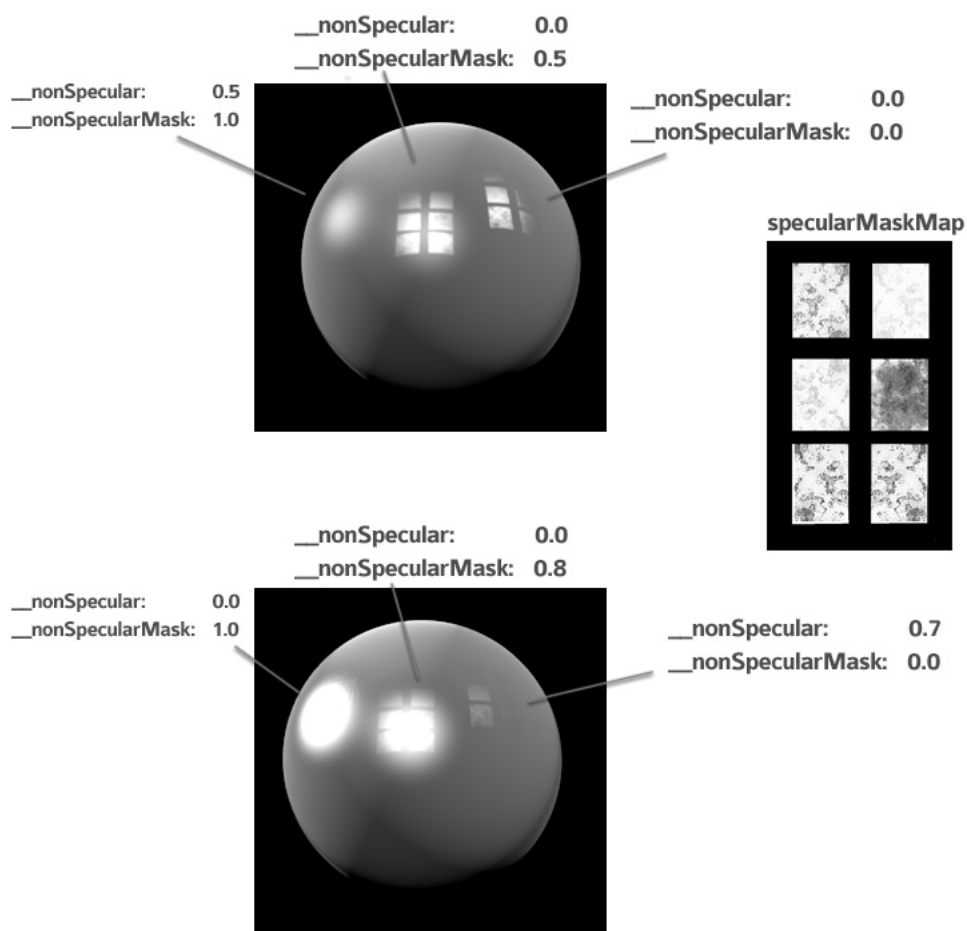 __nonSpecular: 0.0
__nonSpecularMask: 0.5
__nonSpecular: 0.5
__nonSpecularMask: 1.0
__nonSpecular: 0.0
__nonSpecularMask: 0.0
specularMaskMap
__nonSpecular: 0.0
__nonSpecularMask: 0.8
__nonSpecular: 0.0
__nonSpecularMask: 1.0
__nonSpecular: 0.7
__nonSpecularMask: 0.0